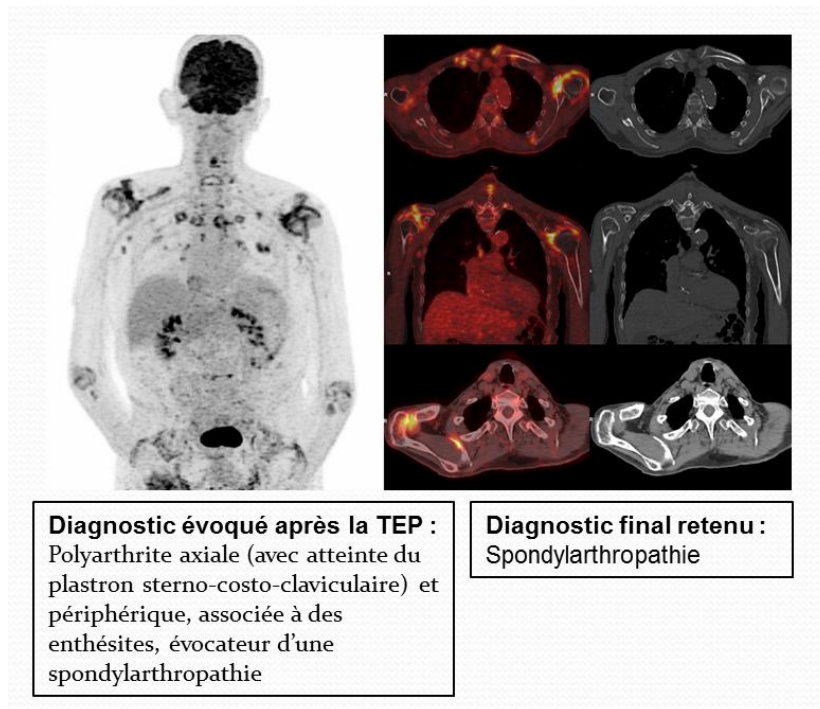 Diagnostic évoqué après la TEP :
Polyarthrite axiale (avec atteinte du
plastron sterno-costo-claviculaire) et
périphérique, associée à des
enthésites, évocateur d'une
spondylarthropathie
Diagnostic final retenu :
Spondylarthropathie